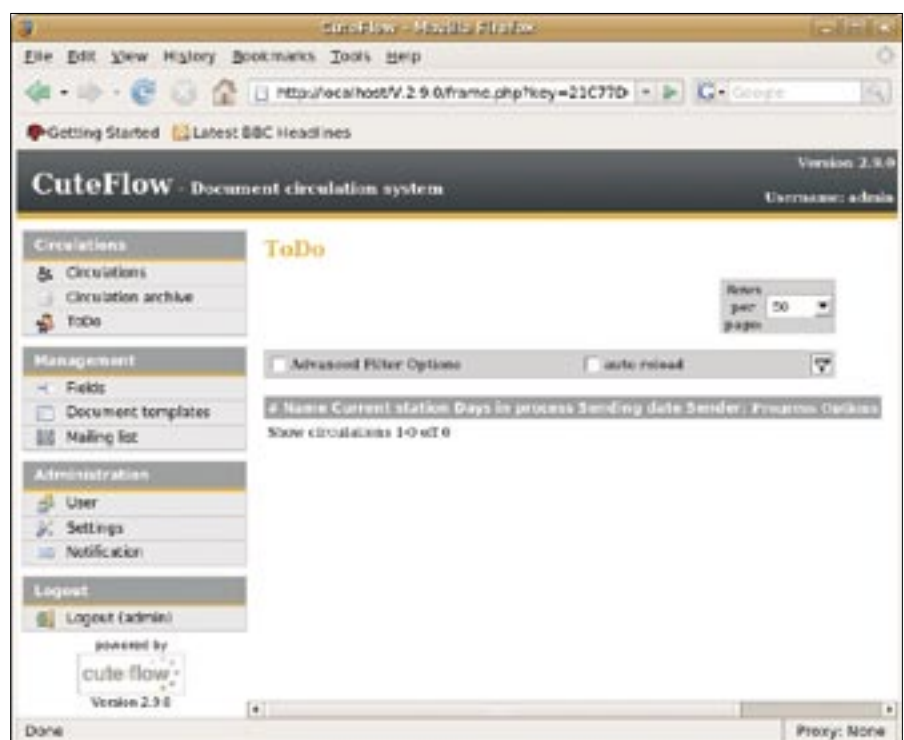 CuteFlow - Mozilla Firefox
File Edit View History Bookmarks Tools Help
http://localhost/V.2.9.0/frame.php?key=21C77D
Google
Getting Started Latest BBC Headlines
CuteFlow - Document circulation system
Version 2.9.0
Username: admin
Circulations
Circulations
Circulation archive
ToDo
Management
Fields
Document templates
Mailing list
Administration
User
Settings
Notification
Logout
Logout (admin)
powered by
cute flow
Version 2.9.0
ToDo
Rows
per
page
50
Advanced Filter Options
auto reload
# Name Current station Days in process Sending date Sender: Progress Options
Show circulations 1-0 off 0
Done
Proxy: None